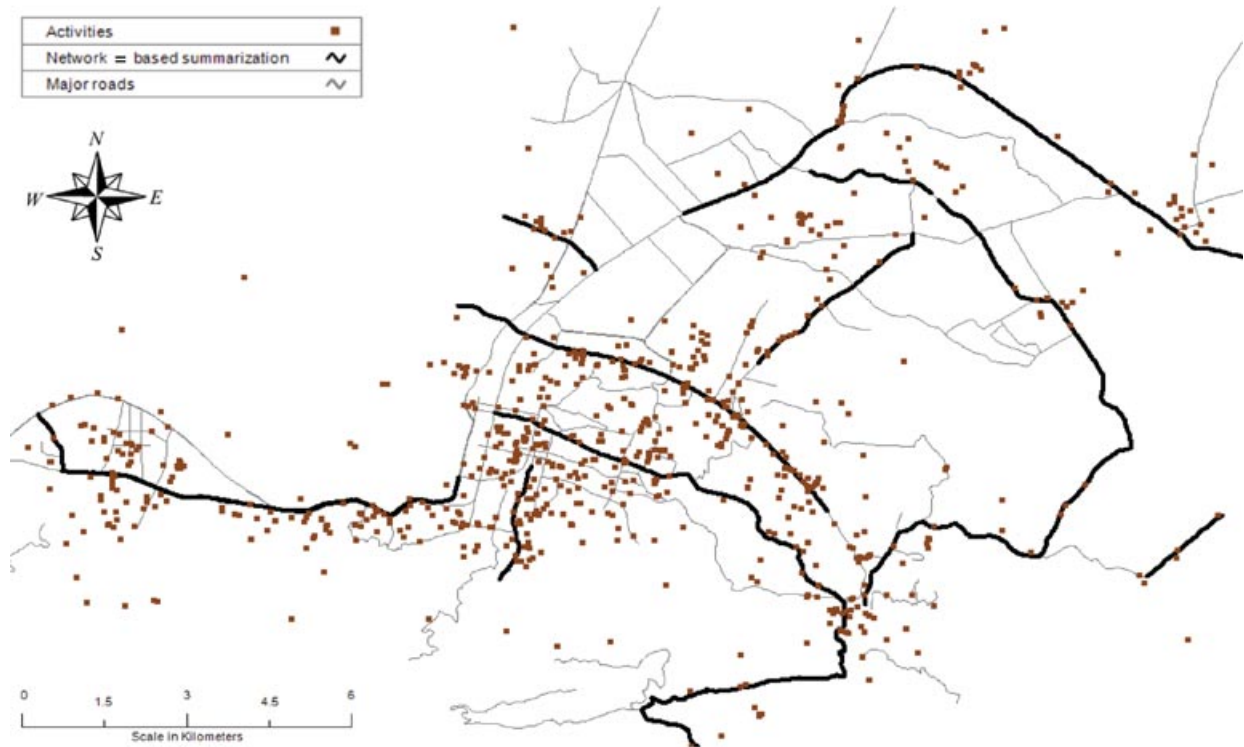 Activities
Network = based summarization
Major roads
N
W E
S
0 1.5 3 4.5 6
Scale in Kilometers